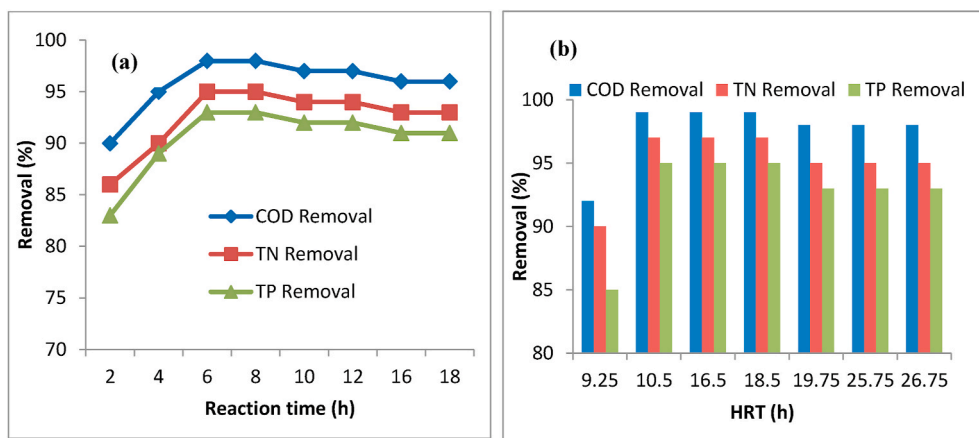 (a)
100
95
90
85
80
75
70
Removal (%)
COD Removal
TN Removal
TP Removal
2 4 6 8 10 12 16 18
Reaction time (h)
(b)
COD Removal TN Removal TP Removal
100
95
90
85
80
Removal (%)
9.25 10.5 16.5 18.5 19.75 25.75 26.75
HRT (h)